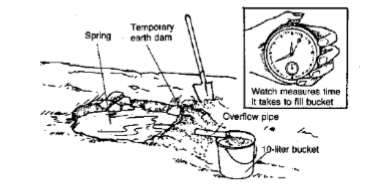 Spring
Temporary
earth dam
Watch measures time
it takes to fill bucket
Overflow pipe
10-liter bucket